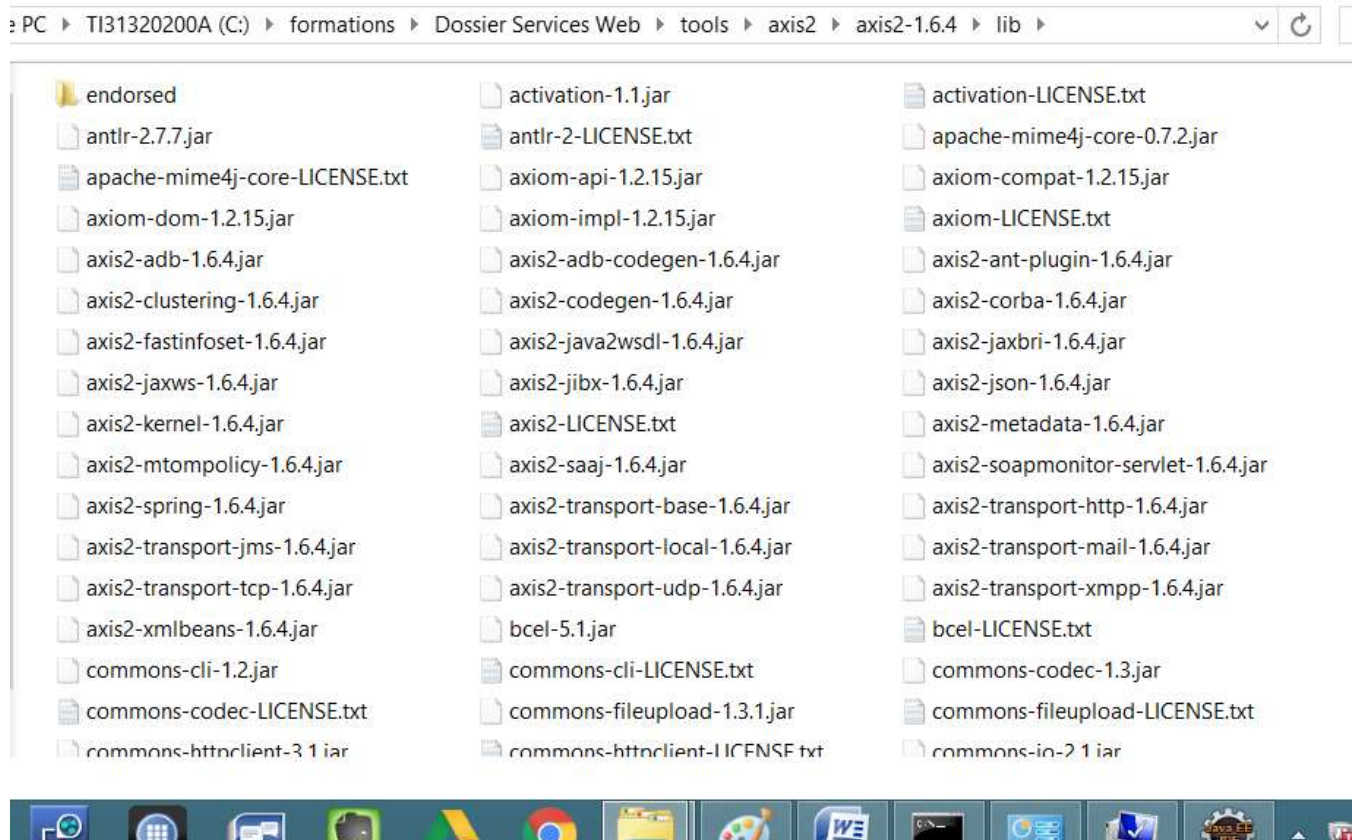 e PC ▸ TI31320200A (C:) ▸ formations ▸ Dossier Services Web ▸ tools ▸ axis2 ▸ axis2-1.6.4 ▸ lib ▸
endorsed activation-1.1.jar activation-LICENSE.txt
antlr-2.7.7.jar antlr-2-LICENSE.txt apache-mime4j-core-0.7.2.jar
apache-mime4j-core-LICENSE.txt axiom-api-1.2.15.jar axiom-compat-1.2.15.jar
axiom-dom-1.2.15.jar axiom-impl-1.2.15.jar axiom-LICENSE.txt
axis2-adb-1.6.4.jar axis2-adb-codegen-1.6.4.jar axis2-ant-plugin-1.6.4.jar
axis2-clustering-1.6.4.jar axis2-codegen-1.6.4.jar axis2-corba-1.6.4.jar
axis2-fastinfoset-1.6.4.jar axis2-java2wsdl-1.6.4.jar axis2-jaxbri-1.6.4.jar
axis2-jaxws-1.6.4.jar axis2-jibx-1.6.4.jar axis2-json-1.6.4.jar
axis2-kernel-1.6.4.jar axis2-LICENSE.txt axis2-metadata-1.6.4.jar
axis2-mtompolicy-1.6.4.jar axis2-saaj-1.6.4.jar axis2-soapmonitor-servlet-1.6.4.jar
axis2-spring-1.6.4.jar axis2-transport-base-1.6.4.jar axis2-transport-http-1.6.4.jar
axis2-transport-jms-1.6.4.jar axis2-transport-local-1.6.4.jar axis2-transport-mail-1.6.4.jar
axis2-transport-tcp-1.6.4.jar axis2-transport-udp-1.6.4.jar axis2-transport-xmpp-1.6.4.jar
axis2-xmlbeans-1.6.4.jar bcel-5.1.jar bcel-LICENSE.txt
commons-cli-1.2.jar commons-cli-LICENSE.txt commons-codec-1.3.jar
commons-codec-LICENSE.txt commons-fileupload-1.3.1.jar commons-fileupload-LICENSE.txt
commons-httpclient-3.1.jar commons-httpclient-LICENSE.txt commons-io-2.1.jar
W
Java EE